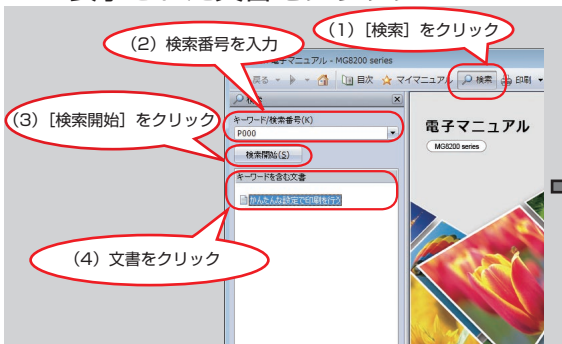 (1)[検索]をクリック
(2)検索番号を入力
子マニュアル - MG8200 series
戻る
目次
マイマニュアル
検索
印刷
(3)[検索開始]をクリック
キーワード/検索番号(K)
P000
検索開始(S)
キーワードを含む文書
かんたんな設定で印刷を行う
(4)文書をクリック
電子マニュアル
MG8200 series